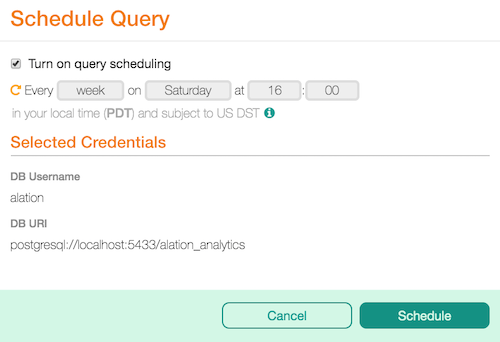 Schedule Query
Turn on query scheduling
Every week on Saturday at 16 : 00
in your local time (PDT) and subject to US DST
Selected Credentials
DB Username
alation
DB URI
postgresql://localhost:5433/alation_analytics
Cancel Schedule